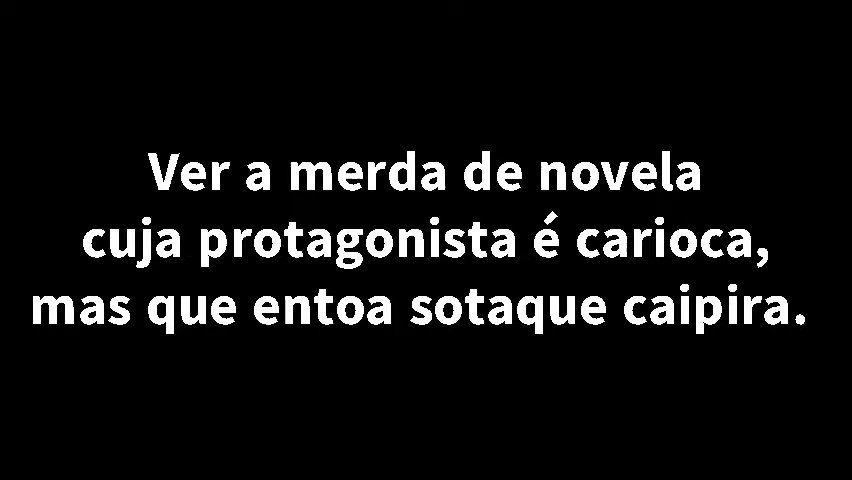 Ver a merda de novela
cuja protagonista é carioca,
mas que entoa sotaque caipira.